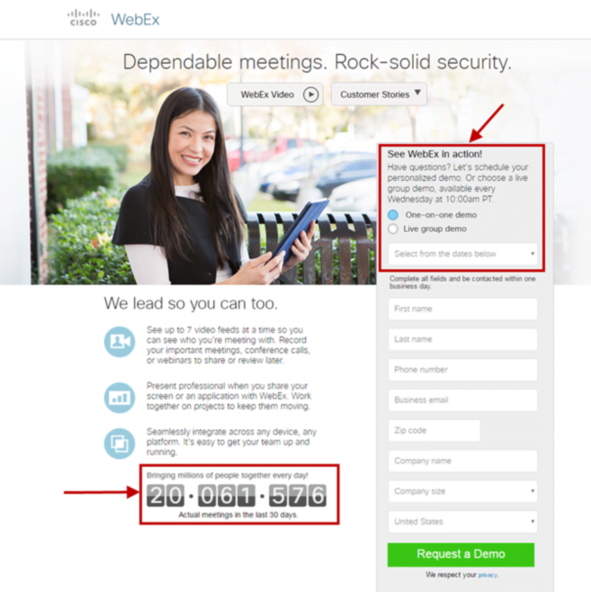 CISCO WebEx
Dependable meetings. Rock-solid security.
WebEx Video
Customer Stories
See WebEx in action!
Have questions? Let's schedule your
personalized demo. Or choose a live
group demo, available every
Wednesday at 10:00am PT.
One-on-one demo
Live group demo
Select from the dates below
Complete all fields and be contacted within one
business day.
First name
Last name
Phone number
Business email
Zip code
Company name
Company size
United States
Request a Demo
We respect your privacy.
We lead so you can too.
See up to 7 video feeds at a time so you
can see who you're meeting with. Record
your important meetings, conference calls,
or webinars to share or review later.
Present professional when you share your
screen or an application with WebEx. Work
together on projects to keep them moving.
Seamlessly integrate across any device, any
platform. It's easy to get your team up and
running.
Bringing millions of people together every day!
20·061·576
Actual meetings in the last 30 days.